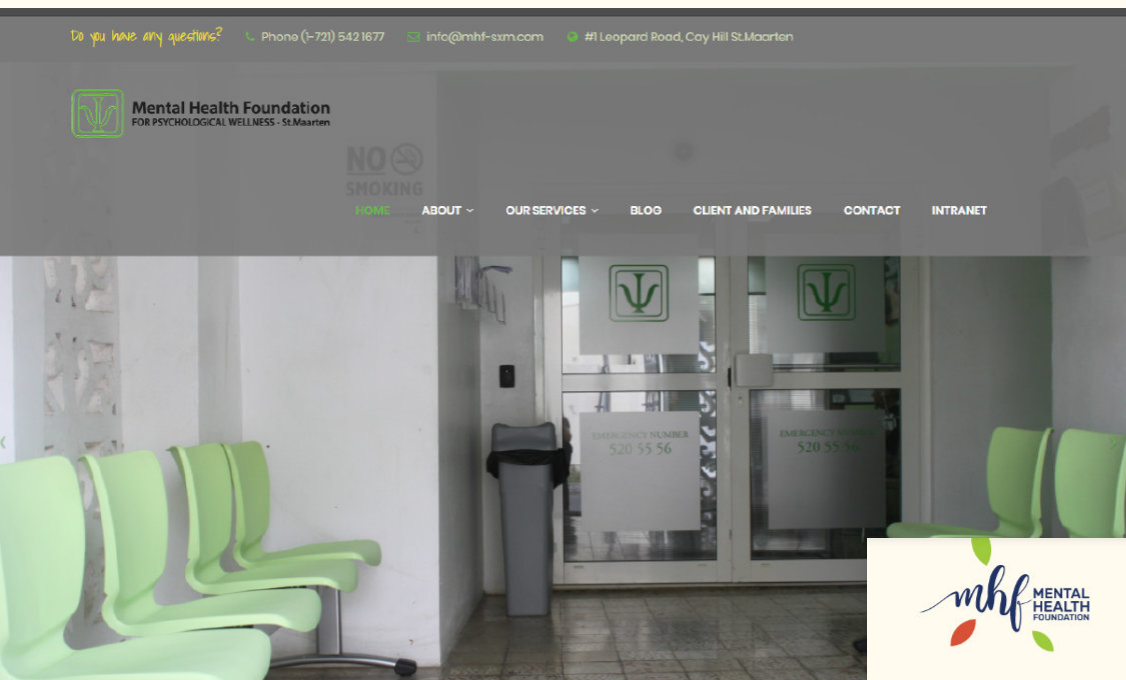 Do you have any questions? Phone (1-721) 542 1677 info@mhf-sxm.com #1 Leopard Road, Cay Hill St.Maarten
Mental Health Foundation
FOR PSYCHOLOGICAL WELLNESS - St.Maarten
NO
SMOKING
HOME ABOUT OUR SERVICES BLOG CLIENT AND FAMILIES CONTACT INTRANET
EMERGENCY NUMBER
520 55 56
EMERGENCY NUMBER
520 55 56
mhf MENTAL
HEALTH
FOUNDATION